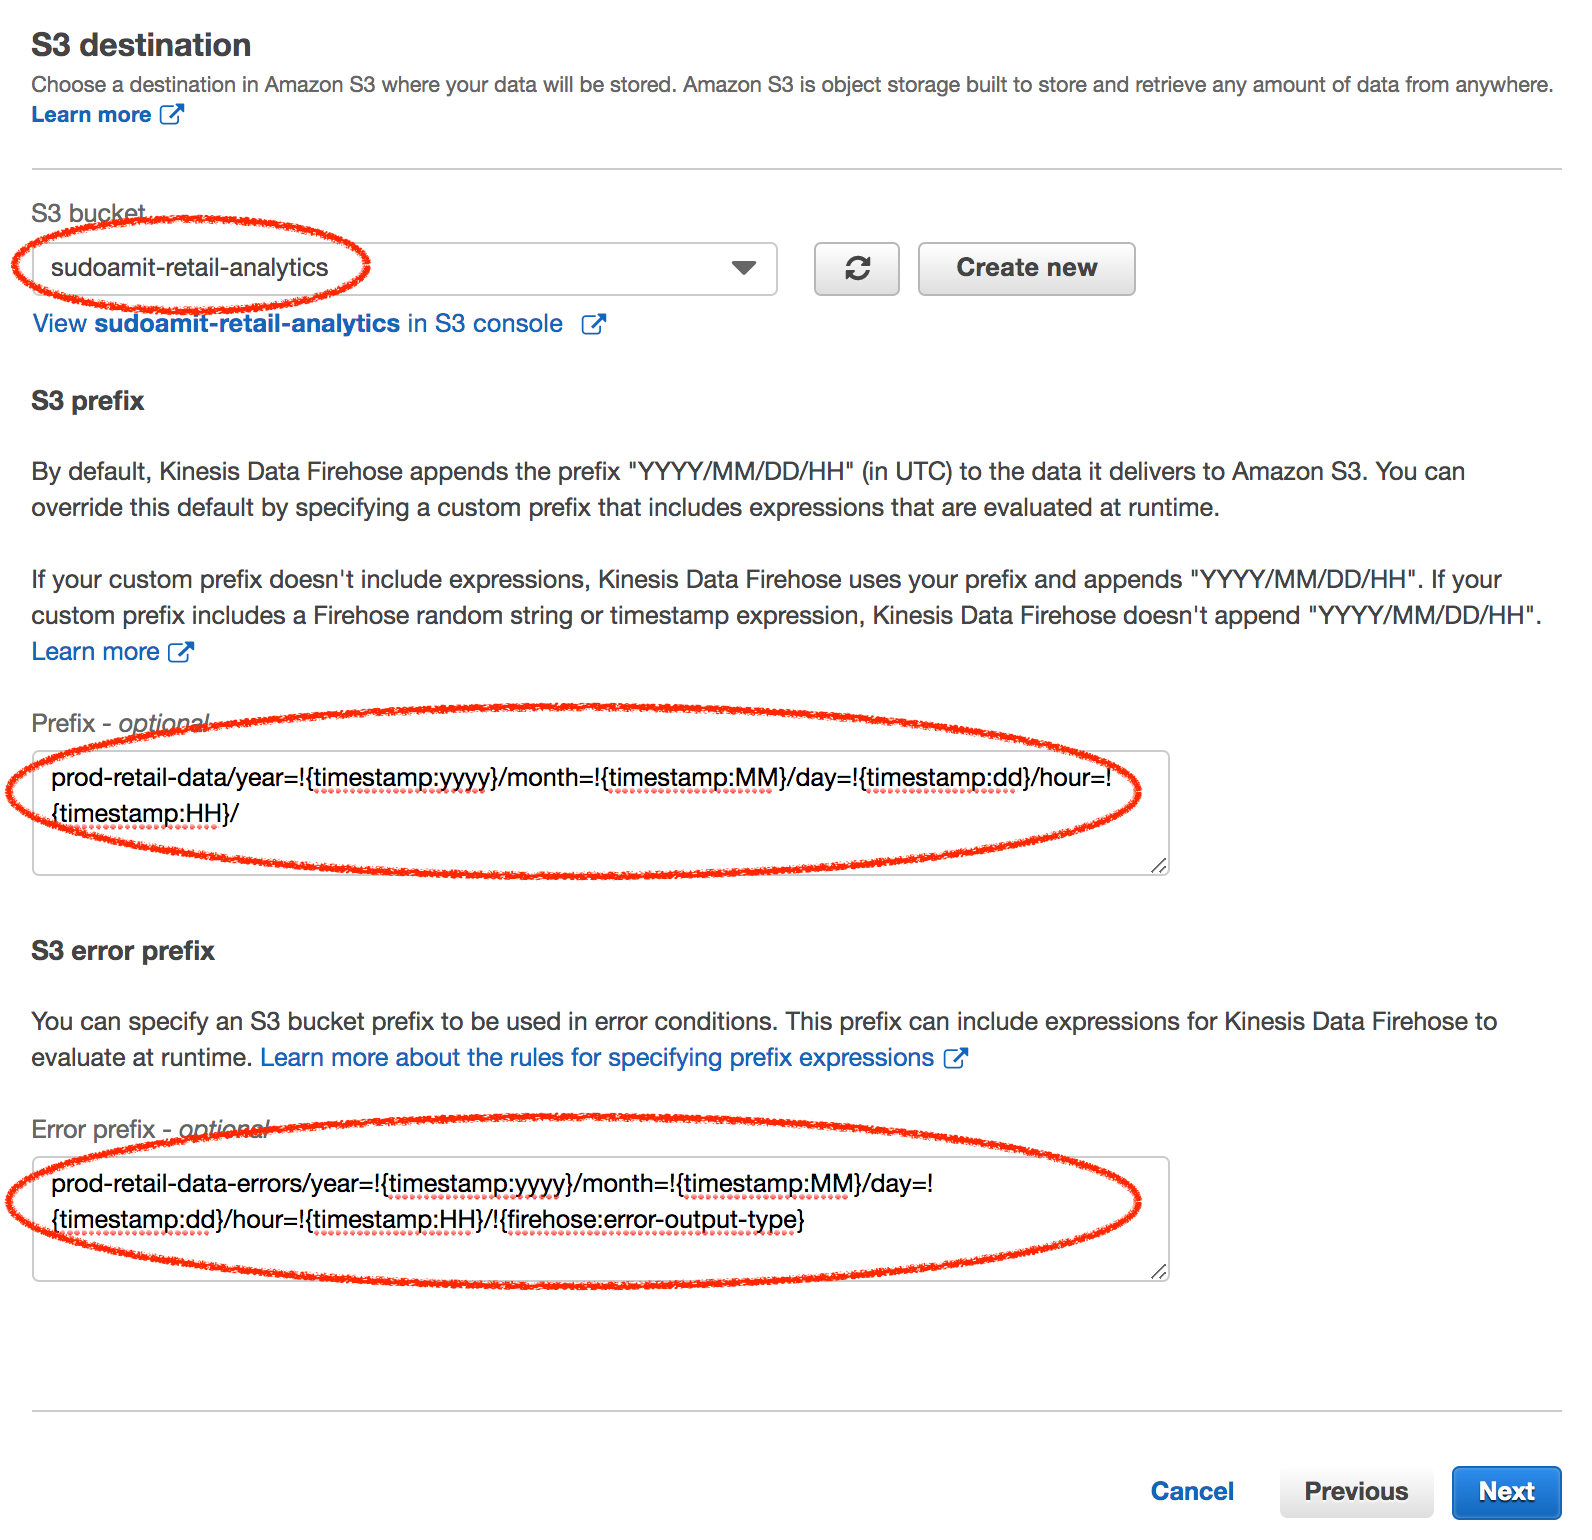 S3 destination
Choose a destination in Amazon S3 where your data will be stored. Amazon S3 is object storage built to store and retrieve any amount of data from anywhere.
Learn more
S3 bucket
sudoamit-retail-analytics
Create new
View sudoamit-retail-analytics in S3 console
S3 prefix
By default, Kinesis Data Firehose appends the prefix "YYYY/MM/DD/HH" (in UTC) to the data it delivers to Amazon S3. You can
override this default by specifying a custom prefix that includes expressions that are evaluated at runtime.
If your custom prefix doesn't include expressions, Kinesis Data Firehose uses your prefix and appends "YYYY/MM/DD/HH". If your
custom prefix includes a Firehose random string or timestamp expression, Kinesis Data Firehose doesn't append "YYYY/MM/DD/HH".
Learn more
Prefix - optional
prod-retail-data/year=!{timestamp:yyyy}/month=!{timestamp:MM}/day=!{timestamp:dd}/hour=!
{timestamp:HH}/
S3 error prefix
You can specify an S3 bucket prefix to be used in error conditions. This prefix can include expressions for Kinesis Data Firehose to
evaluate at runtime. Learn more about the rules for specifying prefix expressions
Error prefix - optional
prod-retail-data-errors/year=!{timestamp:yyyy}/month=!{timestamp:MM}/day=!
{timestamp:dd}/hour=!{timestamp:HH}/!{firehose:error-output-type}
Cancel
Previous
Next